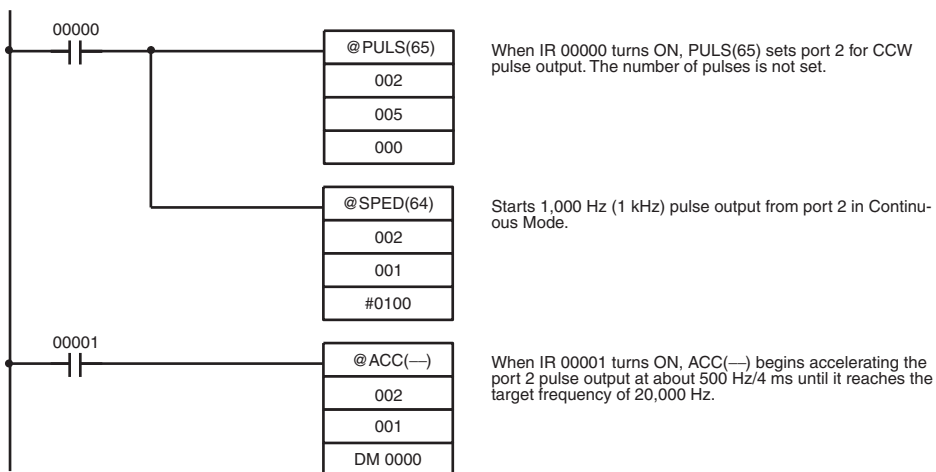 00000
@PULS(65)
002
005
000
When IR 00000 turns ON, PULS(65) sets port 2 for CCW
pulse output. The number of pulses is not set.
@SPED(64)
002
001
#0100
Starts 1,000 Hz (1 kHz) pulse output from port 2 in Continu-
ous Mode.
00001
@ACC(––)
002
001
DM 0000
When IR 00001 turns ON, ACC(––) begins accelerating the
port 2 pulse output at about 500 Hz/4 ms until it reaches the
target frequency of 20,000 Hz.